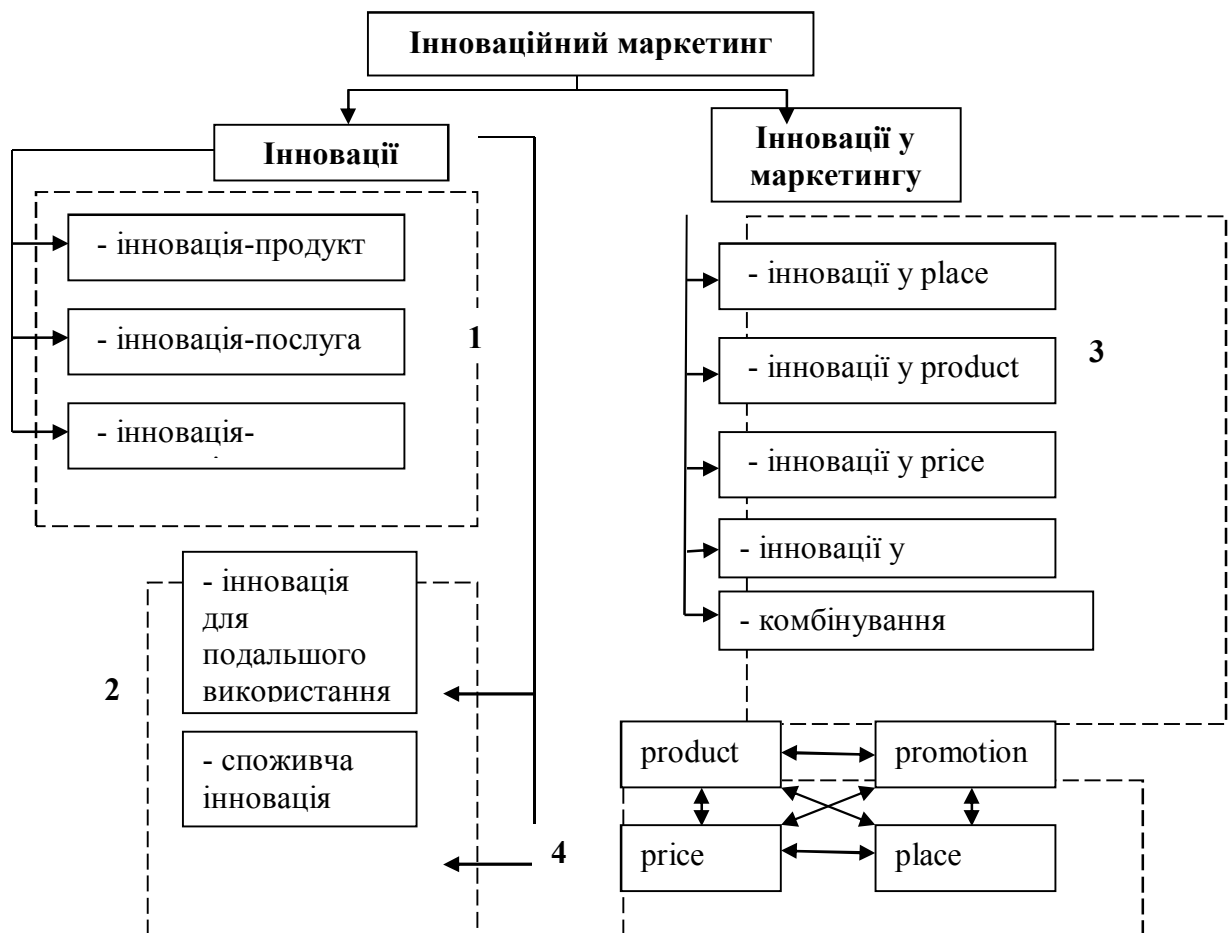 Інноваційний маркетинг
Інновації
Інновації у
маркетингу
- інновація-продукт
- інновація-послуга
- інновація-
1
- інновація
для
подальшого
використання
- споживча
інновація
2
- інновації у place
- інновації у product
- інновації у price
- інновації у
- комбінування
3
product
promotion
price
place
4